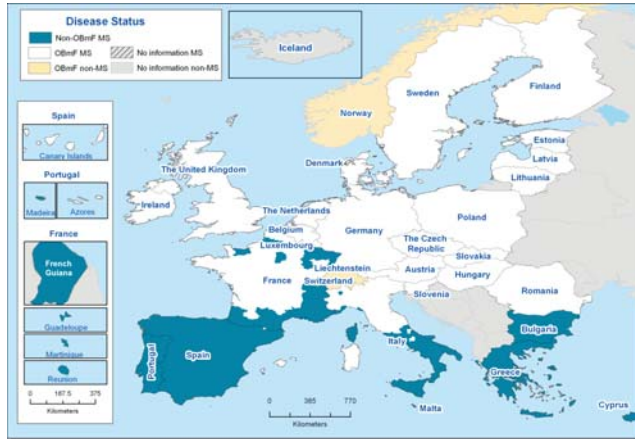 Disease Status
Non-OBmF MS
OBmF MS
No information MS
OBmF non-MS
No information non-MS
Iceland
Spain
Canary Islands
Portugal
Madeira
Azores
France
French
Guiana
Guadeloupe
Martinique
Reunion
0 187.5 375
Kilometers
Norway
Sweden
Finland
Estonia
Latvia
Lithuania
Denmark
The United Kingdom
Ireland
The Netherlands
Belgium
Luxembourg
Germany
Poland
The Czech
Republic
Slovakia
Liechtenstein
Austria
Hungary
France
Switzerland
Slovenia
Romania
Bulgaria
Italy
Portugal
Spain
Greece
Malta
Cyprus
0 385 770
Kilometers